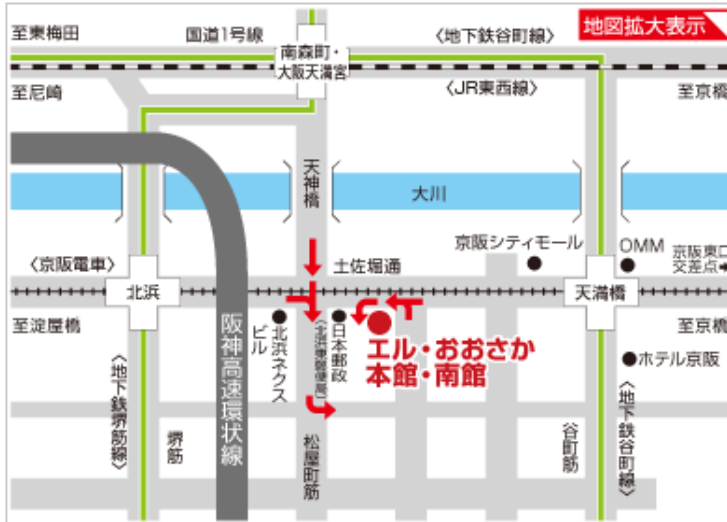 地図拡大表示
至東梅田
国道1号線
〈地下鉄谷町線〉
南森町・
大阪天満宮
至尼崎
〈JR東西線〉
至京橋
天神橋
大川
京阪シティモール
OMM
京阪東口
交差点
〈京阪電車〉
土佐堀通
北浜
天満橋
至淀屋橋
阪神高速環状線
北浜ネクス
ビル
日本郵政
(北浜東郵便局)
エル・おおさか
本館・南館
至京橋
ホテル京阪
〈地下鉄堺筋線〉
堺筋
松屋町筋
谷町筋
〈地下鉄谷町線〉